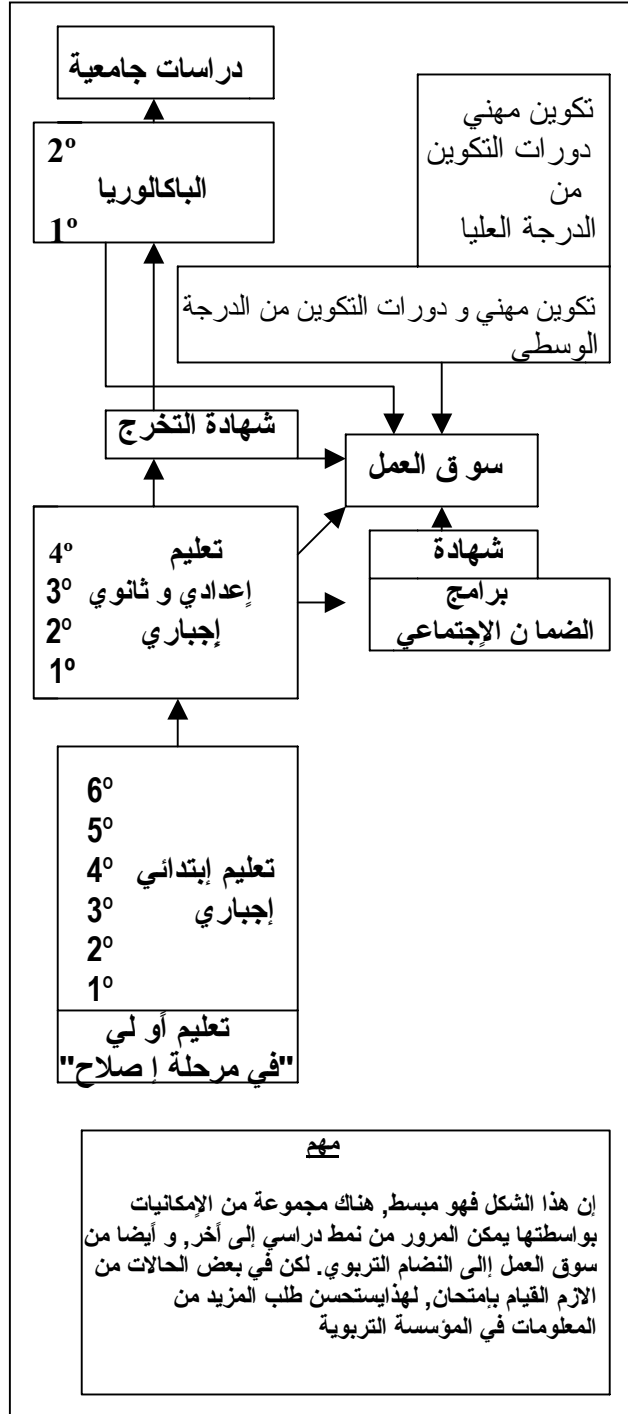 دراسات جامعية
2º
الباكالوريا
1º
تكوين مهني
دورات التكوين
من
الدرجة العليا
تكوين مهني و دورات التكوين من الدرجة
الوسطى
شهادة التخرج
سو ق العمل
4º تعليم
3º إعدادي و ثانوي
2º إجباري
1º
شهادة
برامج
الضما ن الإجتماعي
6º
5º
4º تعليم إبتدائي
3º إجباري
2º
1º
تعليم أو لي
"في مرحلة إ صلاح"
مهم
إن هذا الشكل فهو مبسط, هناك مجموعة من الإمكانيات
بواسطتها يمكن المرور من نمط دراسي إلى أخر, و أيضا من
سوق العمل إالى النضام التربوي. لكن في بعض الحالات من
الازم القيام بإمتحان, لهذايستحسن طلب المزيد من
المعلومات في المؤسسة التربوية